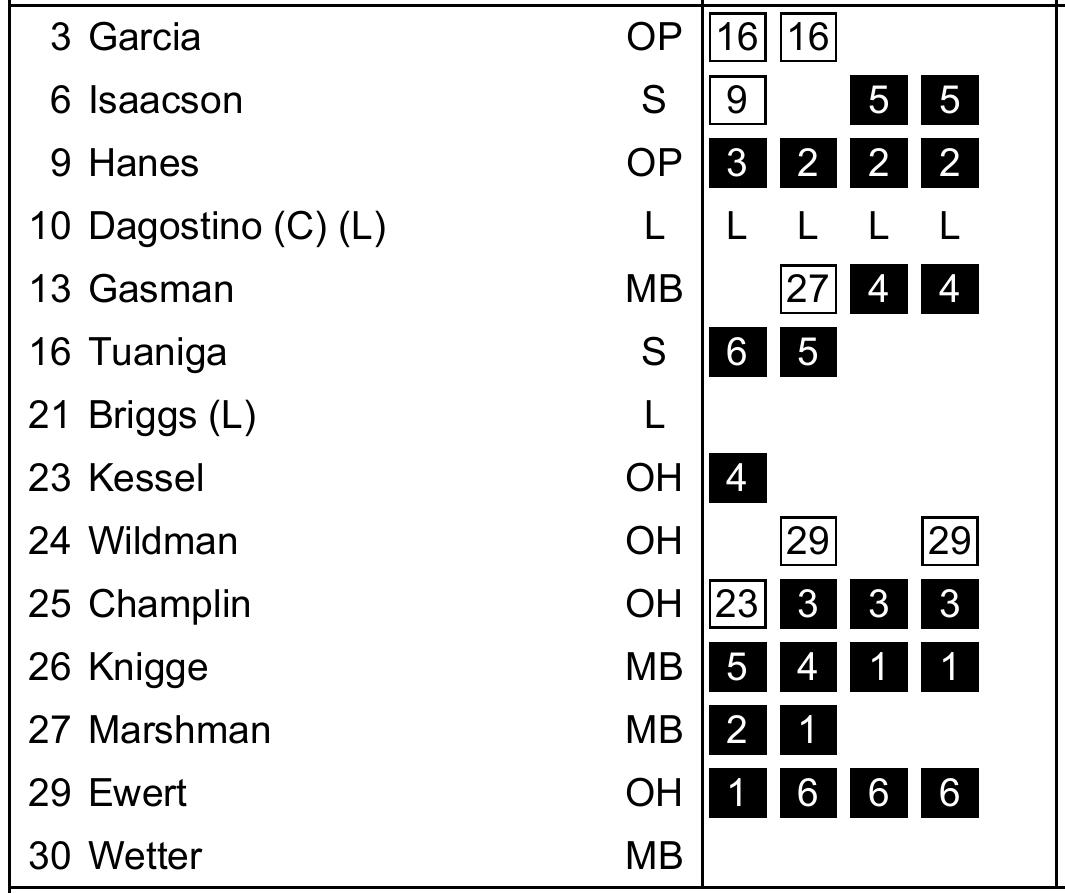 3 Garcia OP 16 16
6 Isaacson S 9 5 5
9 Hanes OP 3 2 2 2
10 Dagostino (C) (L) L L L L L
13 Gasman MB 27 4 4
16 Tuaniga S 6 5
21 Briggs (L) L
23 Kessel OH 4
24 Wildman OH 29 29
25 Champlin OH 23 3 3 3
26 Knigge MB 5 4 1 1
27 Marshman MB 2 1
29 Ewert OH 1 6 6 6
30 Wetter MB